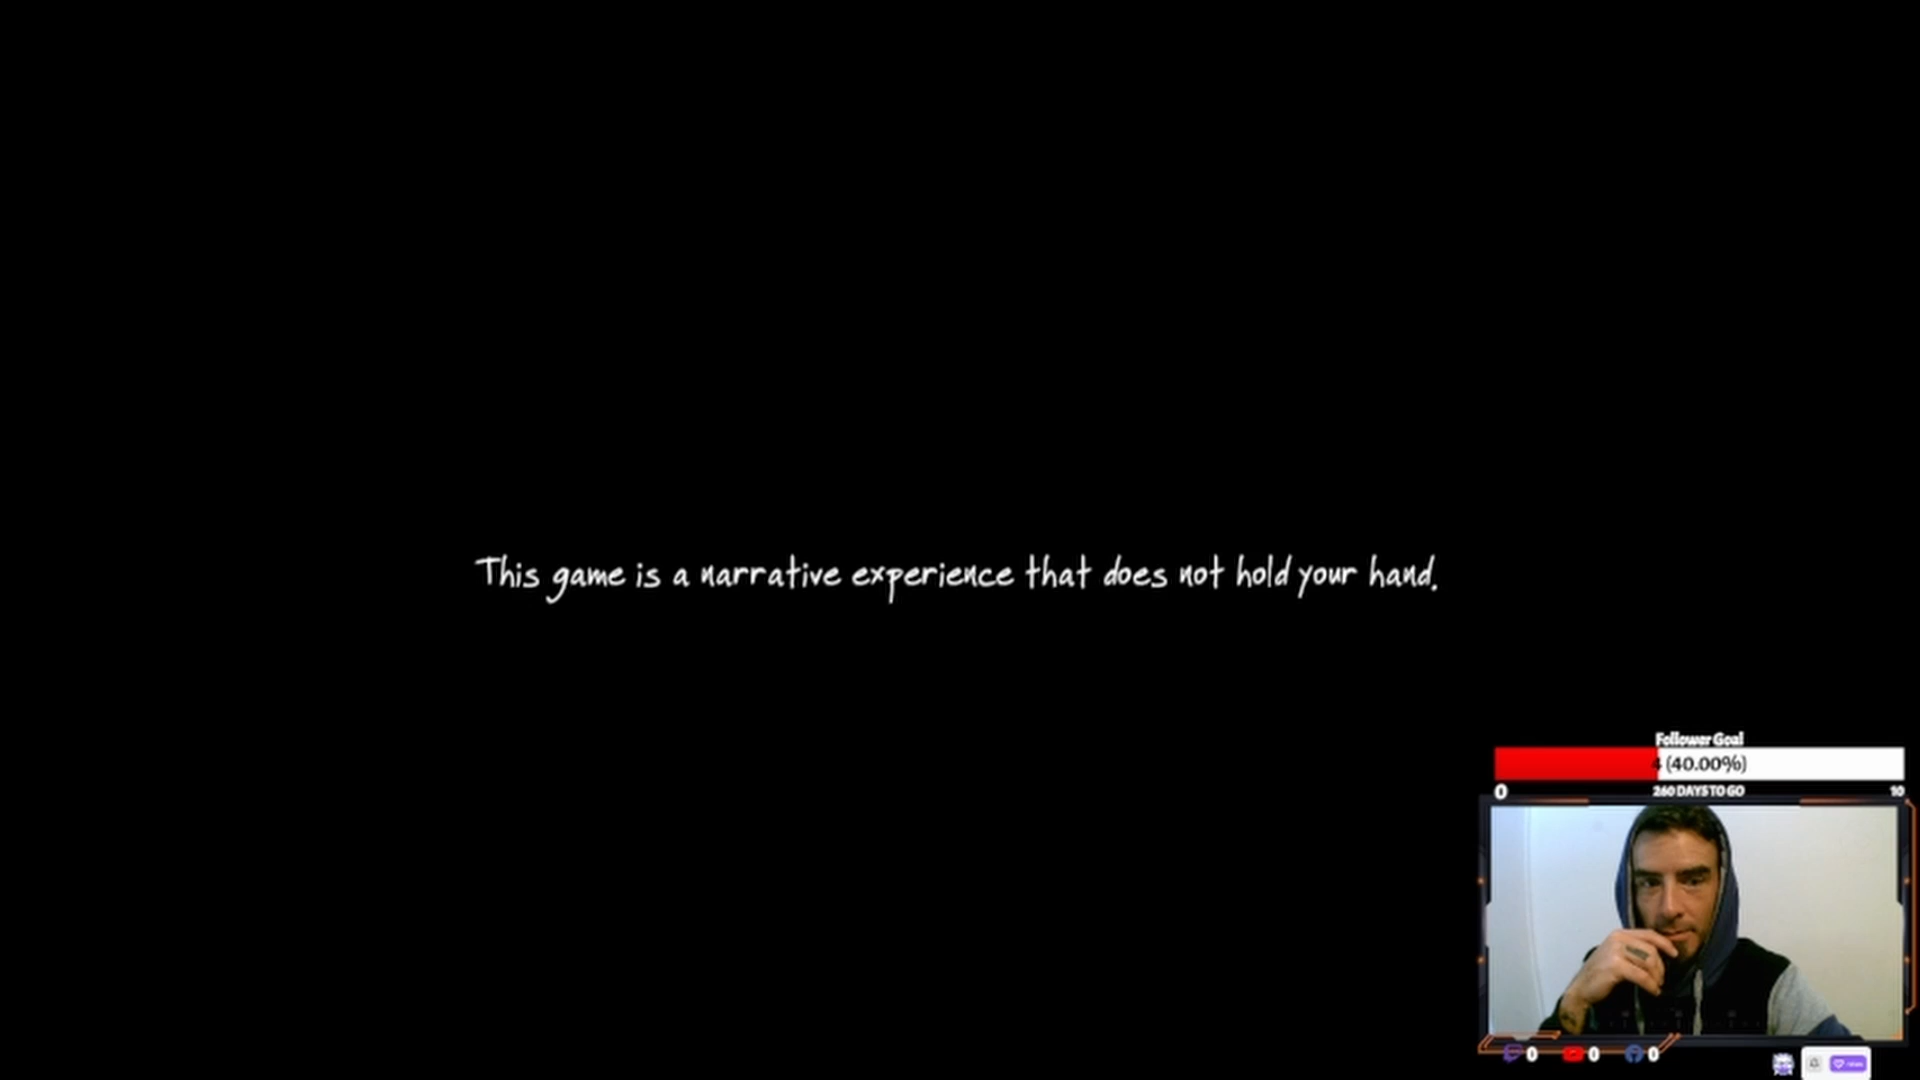 This game is a narrative experience that does not hold your hand.
Follower Goal
4 (40.00%)
0 260 DAYS TO GO 10
0 0 0